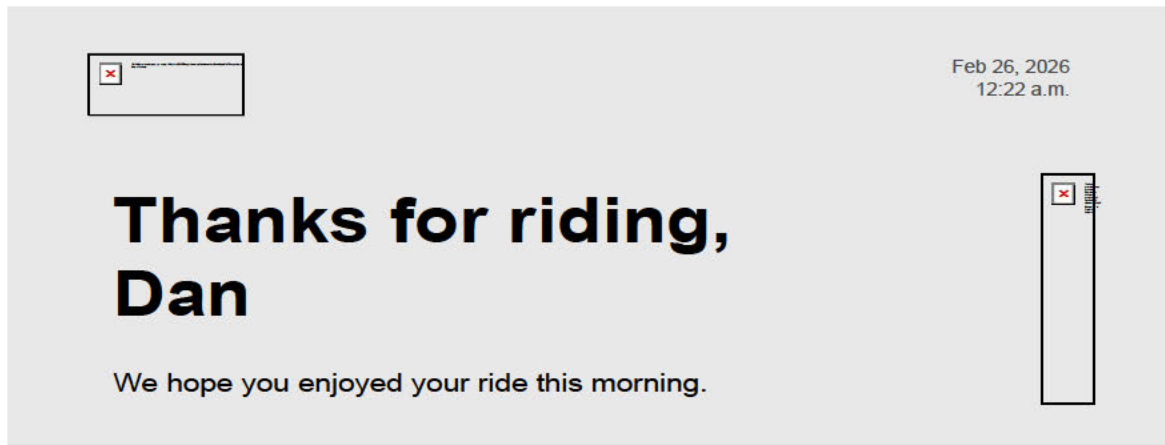 Feb 26, 2026
12:22 a.m.
Thanks for riding,
Dan
We hope you enjoyed your ride this morning.